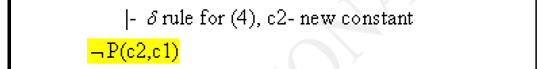 |- δ rule for (4), c2- new constant
¬P(c2,c1)